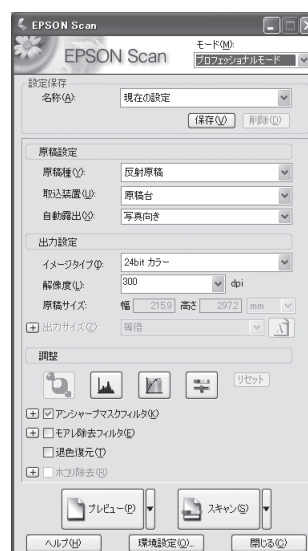 EPSON Scan
EPSON Scan
モード(M):
プロフェッショナルモード
設定保存
名称(A):
現在の設定
保存(V)
削除(D)
原稿設定
原稿種(Y):
反射原稿
取込装置(U):
原稿台
自動露出(X):
写真向き
出力設定
イメージタイプ(I):
24bit カラー
解像度(L):
300
dpi
原稿サイズ:
幅 215.9 高さ 297.2 mm
出力サイズ(Z):
等倍
調整
リセット
アンシャープマスクフィルタ(K)
モアレ除去フィルタ(E)
退色復元(T)
ホコリ除去(R)
プレビュー(P)
スキャン(S)
ヘルプ(H)
環境設定(O)...
閉じる(C)